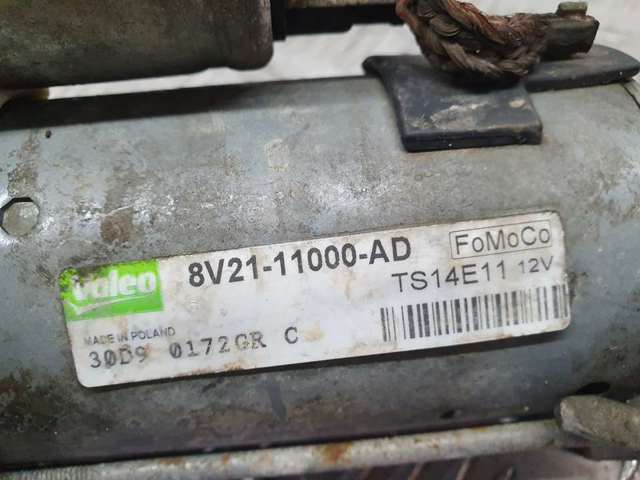 Valeo 8V21-11000-AD FoMoCo
TS14E11 12V
MADE IN POLAND
30D9 0172GR C